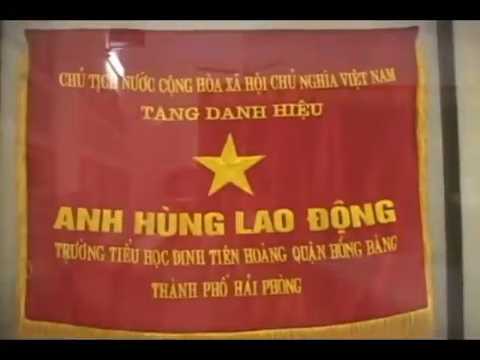 CHỦ TỊCH NƯỚC CỘNG HÒA XÃ HỘI CHỦ NGHĨA VIỆT NAM
TẶNG DANH HIỆU
ANH HÙNG LAO ĐỘNG
TRƯỜNG TIỂU HỌC ĐINH TIÊN HOÀNG QUẬN HỒNG BÀNG
THÀNH PHỐ HẢI PHÒNG